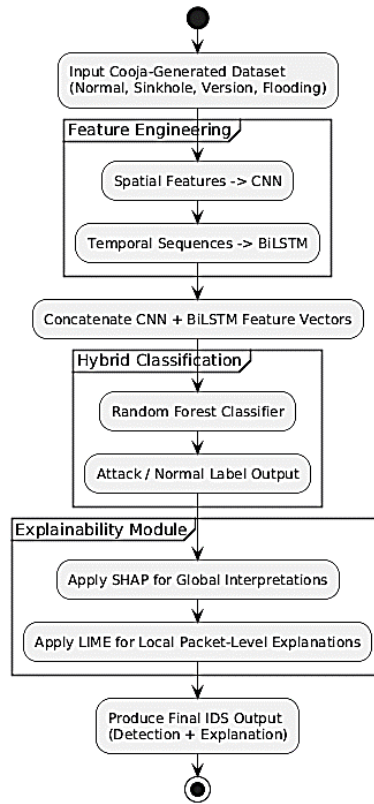 Input Cooja-Generated Dataset
(Normal, Sinkhole, Version, Flooding)
Feature Engineering
Spatial Features -> CNN
Temporal Sequences -> BiLSTM
Concatenate CNN + BiLSTM Feature Vectors
Hybrid Classification
Random Forest Classifier
Attack / Normal Label Output
Explainability Module
Apply SHAP for Global Interpretations
Apply LIME for Local Packet-Level Explanations
Produce Final IDS Output
(Detection + Explanation)